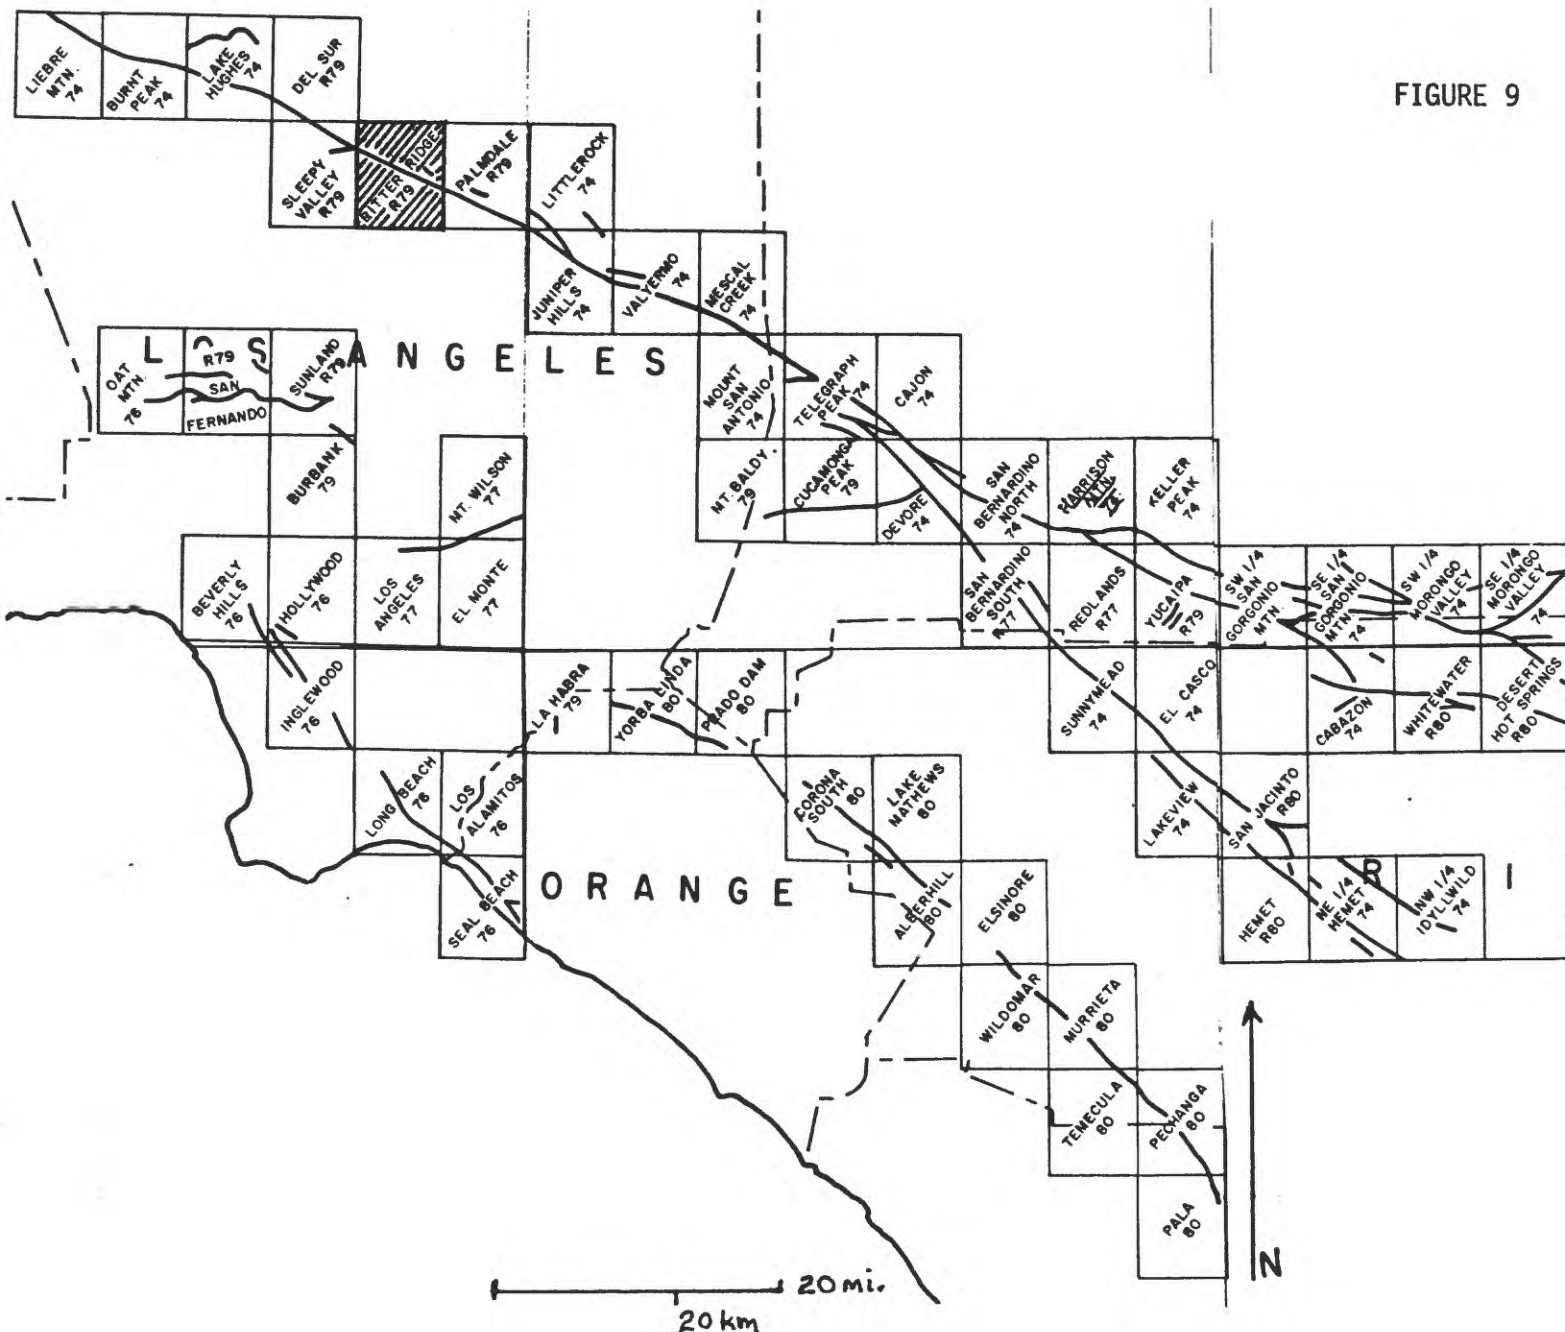 FIGURE 9
LIEBRE
MTN.
74
BURNT
PEAK
74
LAKE
HUGHES
74
DEL SUR
R79
SLEEPY
VALLEY
R79
RITTER RIDGE
R79
PALMDALE
R79
LITTLEROCK
74
JUNIPER
HILLS
74
VALYERMO
74
MESCAL
CREEK
74
OAT
MTN.
76
R79
SAN
FERNANDO
SUNLAND
R79
L S ANGELES
MOUNT
SAN
ANTONIO
74
TELEGRAPH
PEAK
74
CAJON
74
BURBANK
79
MT. WILSON
77
MT. BALDY
79
CUCAMONGA
PEAK
79
DEVORE
74
SAN
BERNARDINO
NORTH
74
HARRISON
MTN.
74
KELLER
PEAK
74
BEVERLY
HILLS
76
HOLLYWOOD
76
LOS
ANGELES
77
EL MONTE
77
SAN
BERNARDINO
SOUTH
R77
REDLANDS
R77
YUCAIPA
R79
SW 1/4
SAN
GORGONIO
MTN.
SE 1/4
SAN
GORGONIO
MTN.
74
SW 1/4
MORONGO
VALLEY
74
SE 1/4
MORONGO
VALLEY
74
INGLEWOOD
76
LA HABRA
79
YORBA LINDA
80
PRADO DAM
80
SUNNYMEAD
74
EL CASCO
74
CABAZON
74
WHITEWATER
R80
DESERT
HOT SPRINGS
R80
LONG BEACH
76
LOS
ALAMITOS
76
CORONA
SOUTH
80
LAKE
MATHEWS
80
LAKEVIEW
74
SAN JACINTO
R80
SEAL BEACH
76
ORANGE
ALBERHILL
80
ELSINORE
80
HEMET
R80
NE 1/4
HEMET
74
NW 1/4
IDYLLWILD
74
R I
WILDOMAR
80
MURRIETA
80
TEMECULA
80
PECHANGA
80
PALA
80
N
20 mi.
20 km